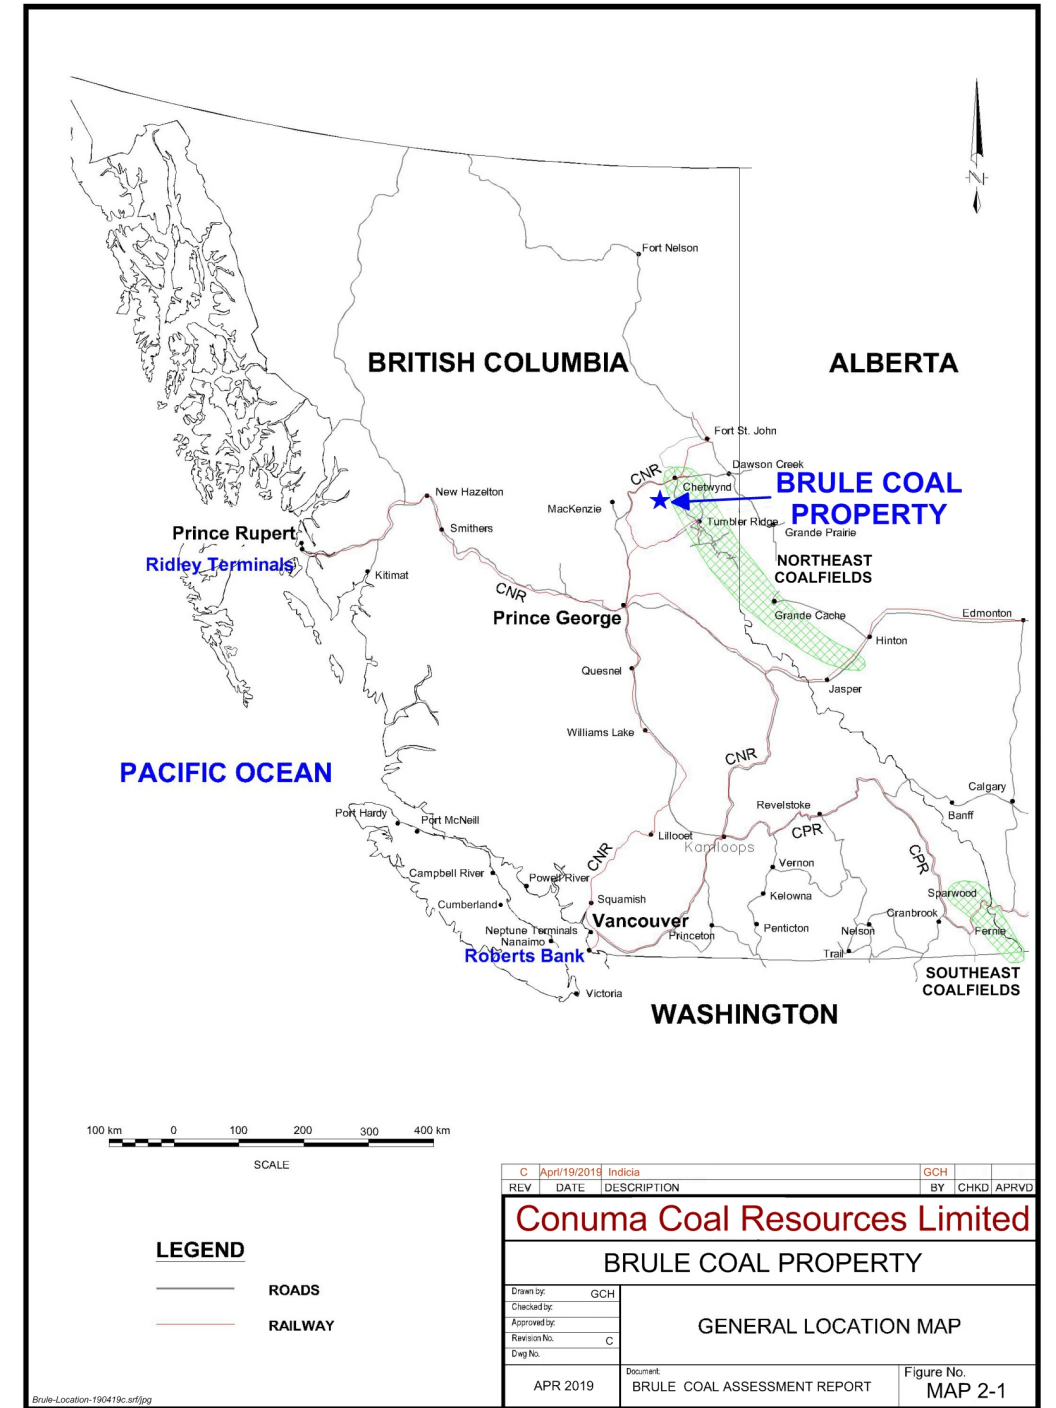 Fort Nelson
BRITISH COLUMBIA
ALBERTA
Fort St. John
Dawson Creek
CNR
Chetwynd
BRULE COAL
PROPERTY
MacKenzie
New Hazelton
Tumbler Ridge
Grande Prairie
Smithers
Prince Rupert
Ridley Terminals
Kitimat
NORTHEAST
COALFIELDS
CNR
Prince George
Grande Cache
Edmonton
Hinton
Quesnel
Jasper
Williams Lake
CNR
PACIFIC OCEAN
Calgary
Banff
Revelstoke
Port Hardy
Port McNeill
CPR
Lillooet
Kamloops
CNR
CPR
Vernon
Campbell River
Powell River
Sparwood
Kelowna
Squamish
Cumberland
Cranbrook
Vancouver
Neptune Terminals
Princeton
Penticton
Nelson
Fernie
Nanaimo
Roberts Bank
Trail
SOUTHEAST
COALFIELDS
Victoria
WASHINGTON
N
100 km 0 100 200 300 400 km
SCALE
LEGEND
ROADS
RAILWAY
C Aprl/19/2019 Indicia GCH
REV DATE DESCRIPTION BY CHKD APRVD
Conuma Coal Resources Limited
BRULE COAL PROPERTY
Drawn by: GCH
Checked by:
Approved by:
Revision No. C
Dwg No.
GENERAL LOCATION MAP
APR 2019
Document:
BRULE COAL ASSESSMENT REPORT
Figure No.
MAP 2-1
Brule-Location-190419c.srf/jpg